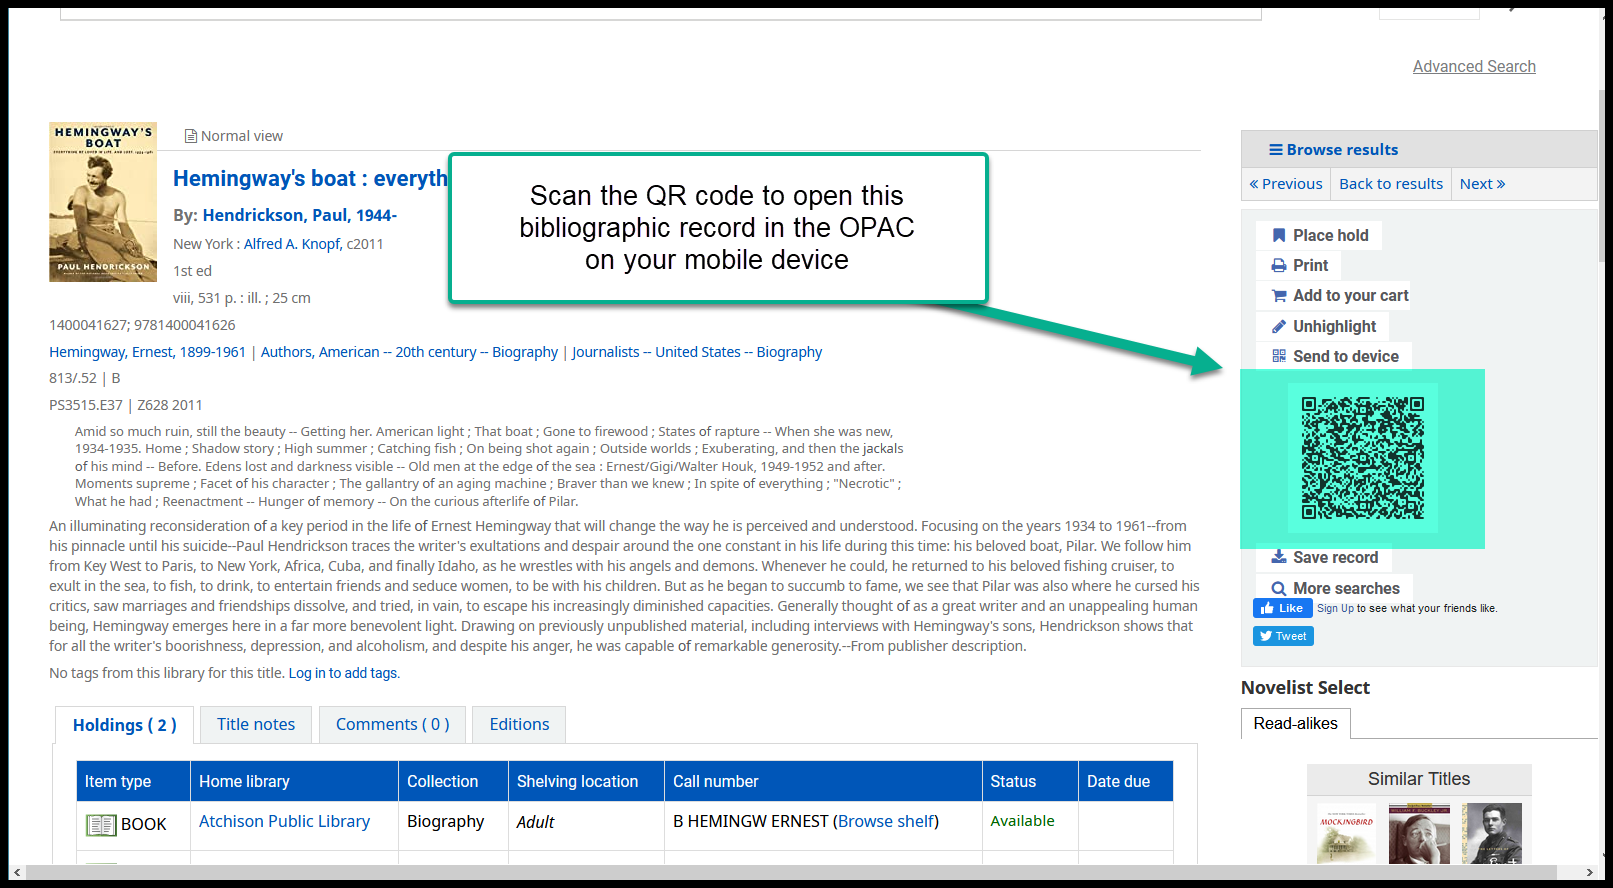 Advanced Search
HEMINGWAY'S
BOAT
PAUL HENDRICKSON
Normal view
Hemingway's boat : everyth
By: Hendrickson, Paul, 1944-
New York : Alfred A. Knopf, c2011
1st ed
viii, 531 p. : ill. ; 25 cm
1400041627; 9781400041626
Hemingway, Ernest, 1899-1961 | Authors, American -- 20th century -- Biography | Journalists -- United States -- Biography
813/.52 | B
PS3515.E37 | Z628 2011
Amid so much ruin, still the beauty -- Getting her. American light ; That boat ; Gone to firewood ; States of rapture -- When she was new,
1934-1935. Home ; Shadow story ; High summer ; Catching fish ; On being shot again ; Outside worlds ; Exuberating, and then the jackals
of his mind -- Before. Edens lost and darkness visible -- Old men at the edge of the sea : Ernest/Gigi/Walter Houk, 1949-1952 and after.
Moments supreme ; Facet of his character ; The gallantry of an aging machine ; Braver than we knew ; In spite of everything ; "Necrotic" ;
What he had ; Reenactment -- Hunger of memory -- On the curious afterlife of Pilar.
An illuminating reconsideration of a key period in the life of Ernest Hemingway that will change the way he is perceived and understood. Focusing on the years 1934 to 1961--from
his pinnacle until his suicide--Paul Hendrickson traces the writer's exultations and despair around the one constant in his life during this time: his beloved boat, Pilar. We follow him
from Key West to Paris, to New York, Africa, Cuba, and finally Idaho, as he wrestles with his angels and demons. Whenever he could, he returned to his beloved fishing cruiser, to
exult in the sea, to fish, to drink, to entertain friends and seduce women, to be with his children. But as he began to succumb to fame, we see that Pilar was also where he cursed his
critics, saw marriages and friendships dissolve, and tried, in vain, to escape his increasingly diminished capacities. Generally thought of as a great writer and an unappealing human
being, Hemingway emerges here in a far more benevolent light. Drawing on previously unpublished material, including interviews with Hemingway's sons, Hendrickson shows that
for all the writer's boorishness, depression, and alcoholism, and despite his anger, he was capable of remarkable generosity.--From publisher description.
No tags from this library for this title. Log in to add tags.
Scan the QR code to open this
bibliographic record in the OPAC
on your mobile device
Browse results
« Previous
Back to results
Next »
Place hold
Print
Add to your cart
Unhighlight
Send to device
Save record
More searches
Like
Sign Up to see what your friends like.
Tweet
Novelist Select
Read-alikes
Similar Titles
MOCKINGBIRD
Holdings ( 2 )
Title notes
Comments ( 0 )
Editions
Item type
Home library
Collection
Shelving location
Call number
Status
Date due
BOOK
Atchison Public Library
Biography
Adult
B HEMINGW ERNEST (Browse shelf)
Available